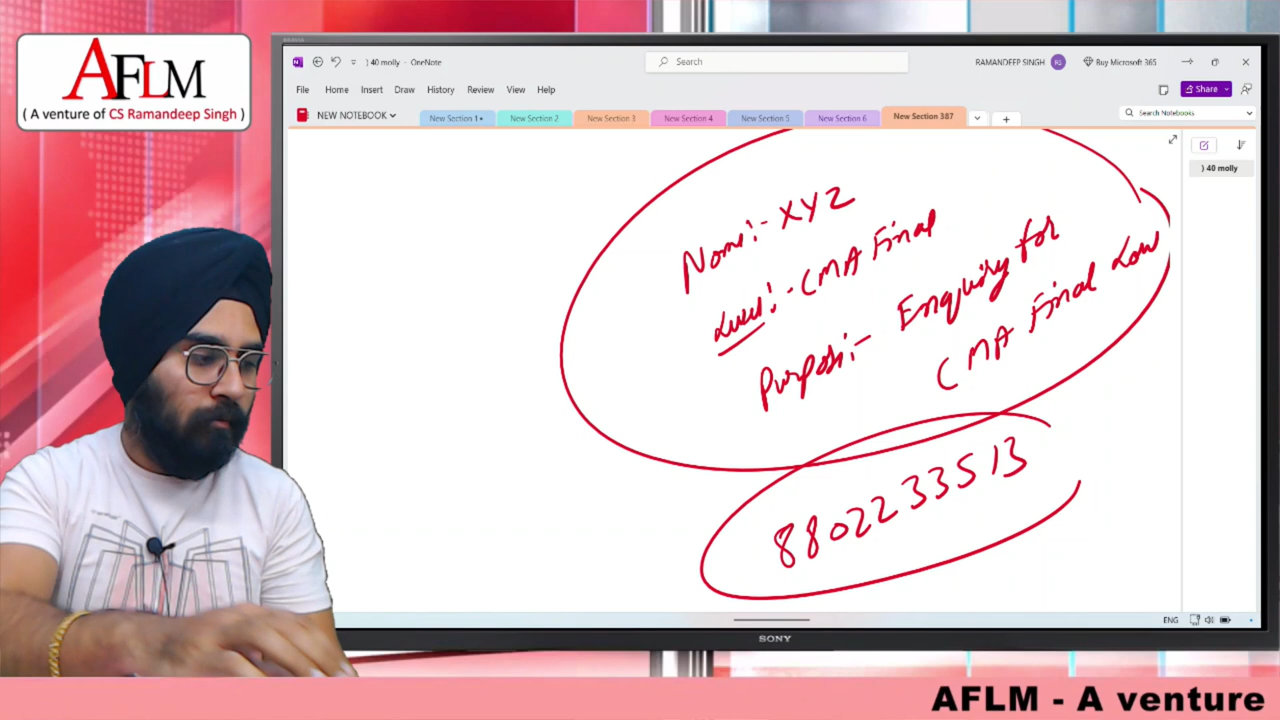 AFLM
( A venture of CS Ramandeep Singh )
SONY
) 40 molly - OneNote
Search
RAMANDEEP SINGH
RS
Buy Microsoft 365
File Home Insert Draw History Review View Help
Share
NEW NOTEBOOK
New Section 1
New Section 2
New Section 3
New Section 4
New Section 5
New Section 6
New Section 387
+
Search Notebooks
) 40 molly
Name:- XYZ
Level:- CMA Final
Purpose:- Enquiry for
CMA Final Law
8802233513
ENG
SONY
AFLM - A venture